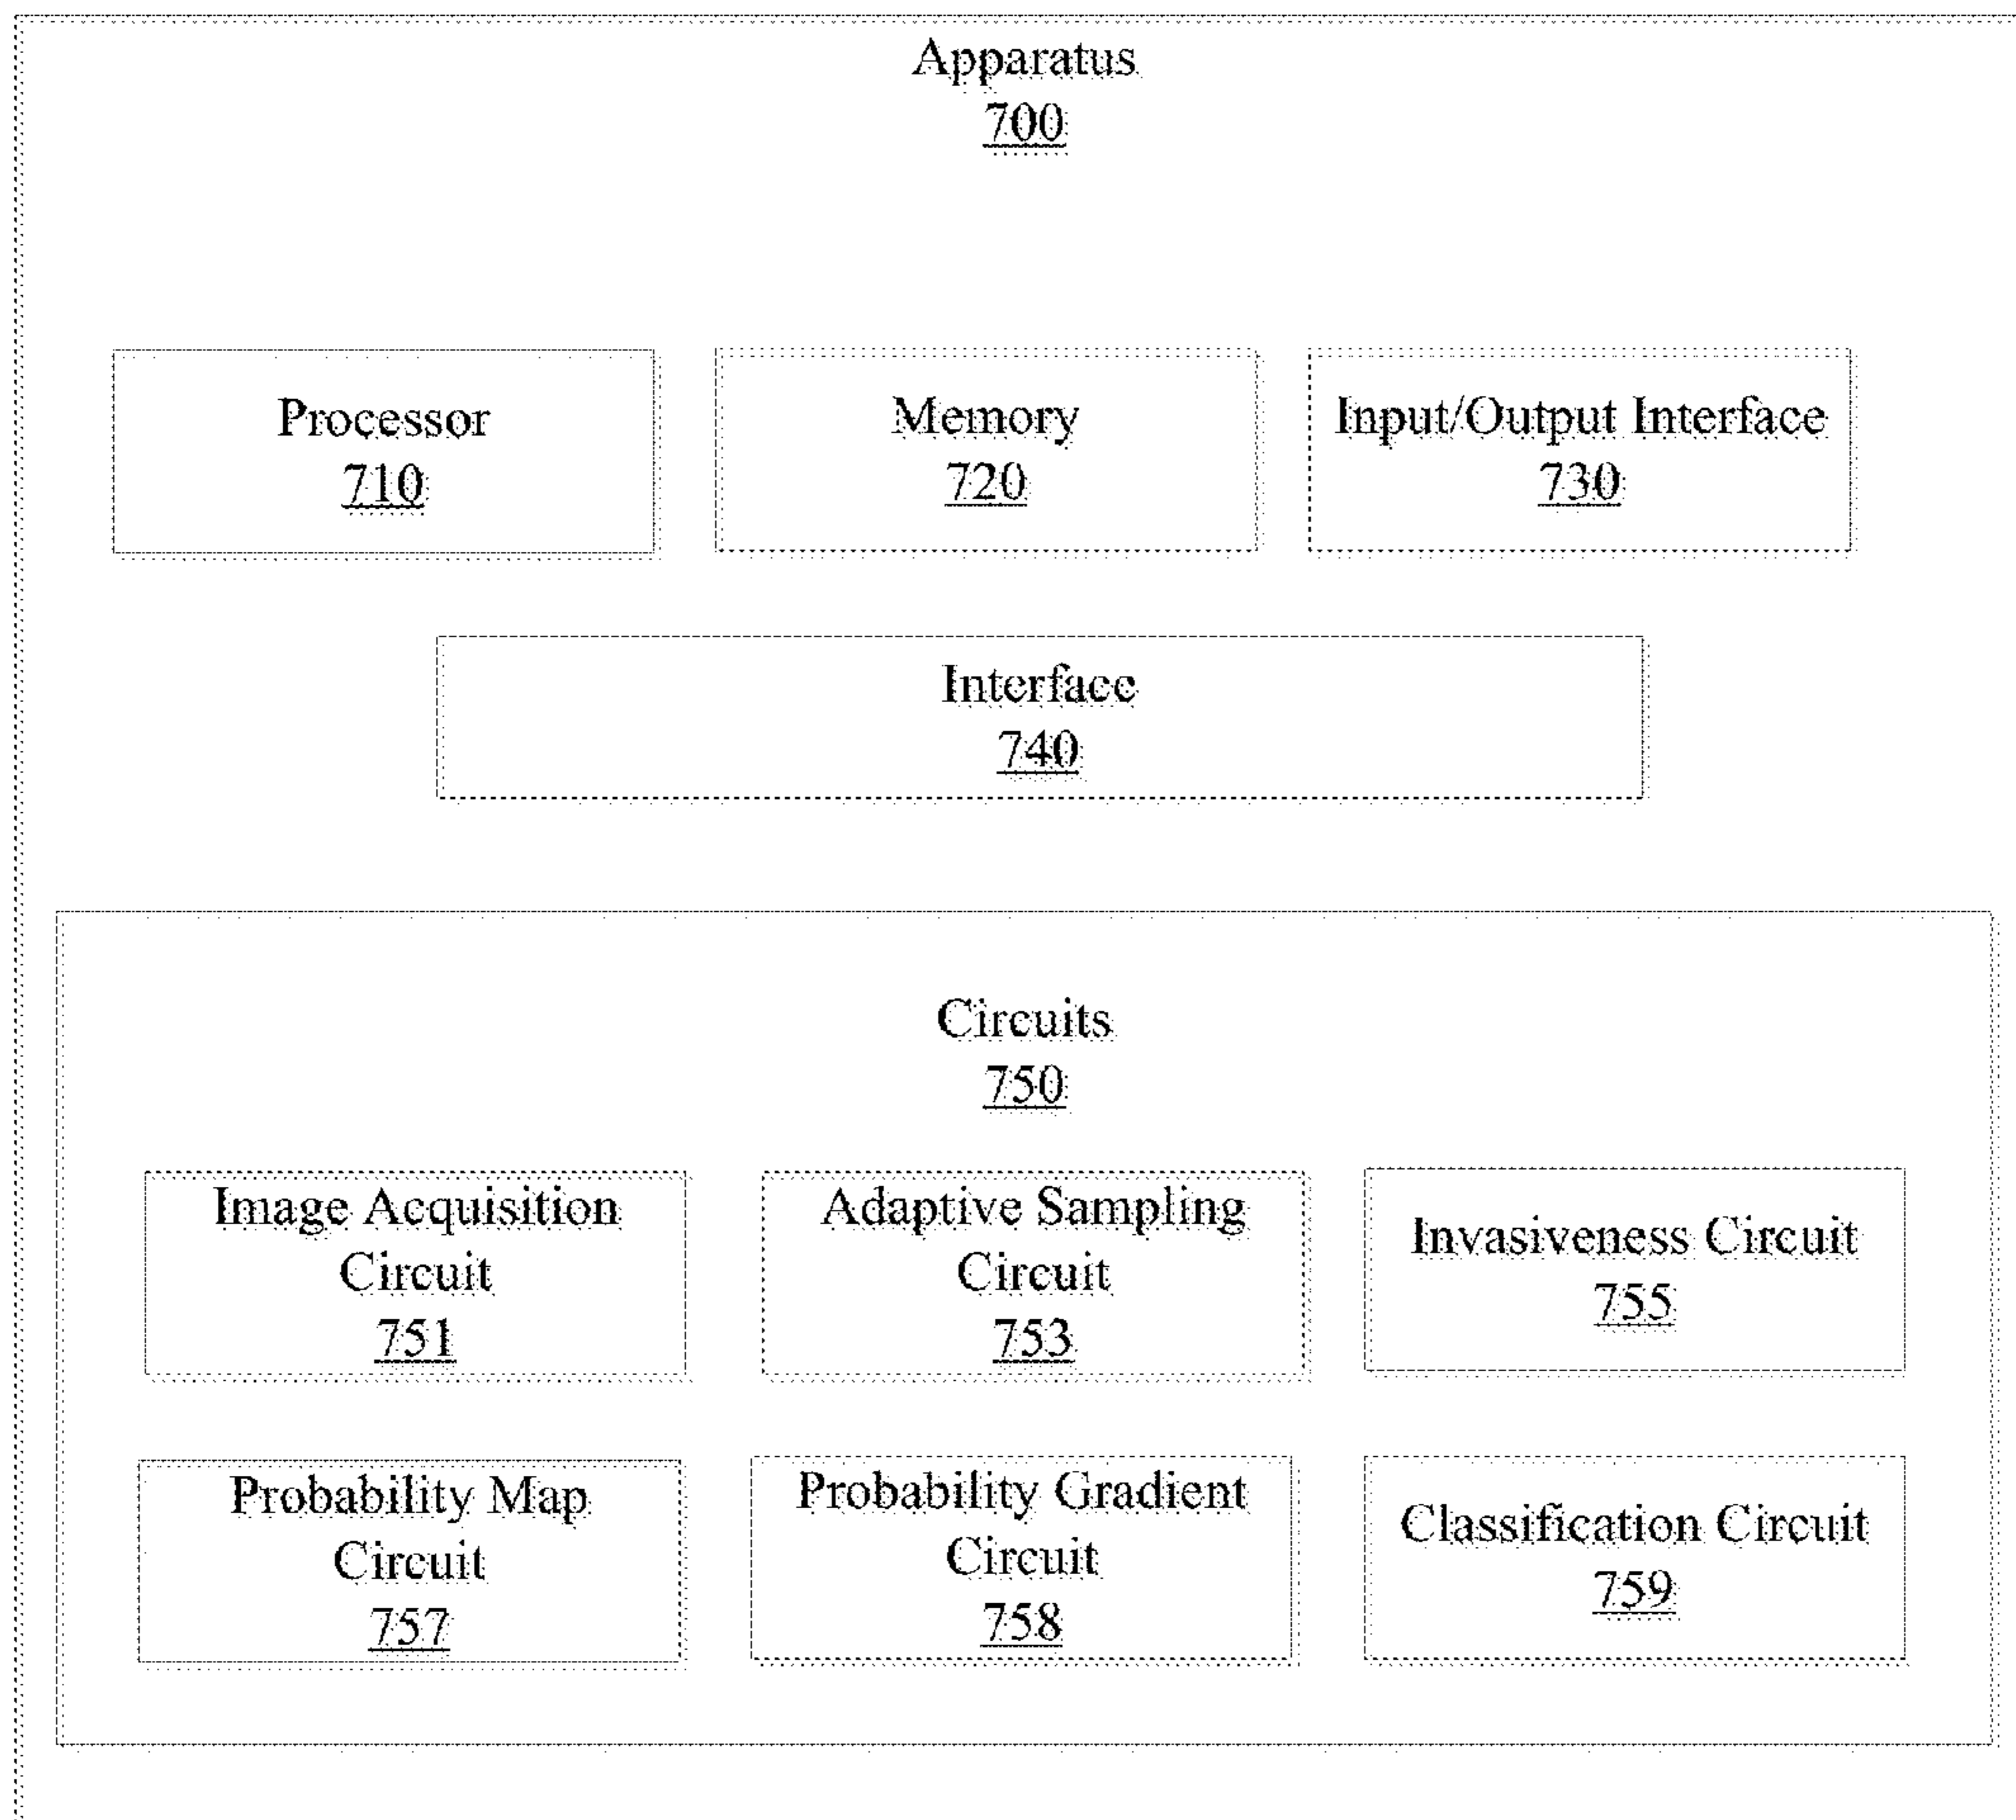 Apparatus
700
Processor
710
Memory
720
Input/Output Interface
730
Interface
740
Circuits
750
Image Acquisition
Circuit
751
Adaptive Sampling
Circuit
753
Invasiveness Circuit
755
Probability Map
Circuit
757
Probability Gradient
Circuit
758
Classification Circuit
759